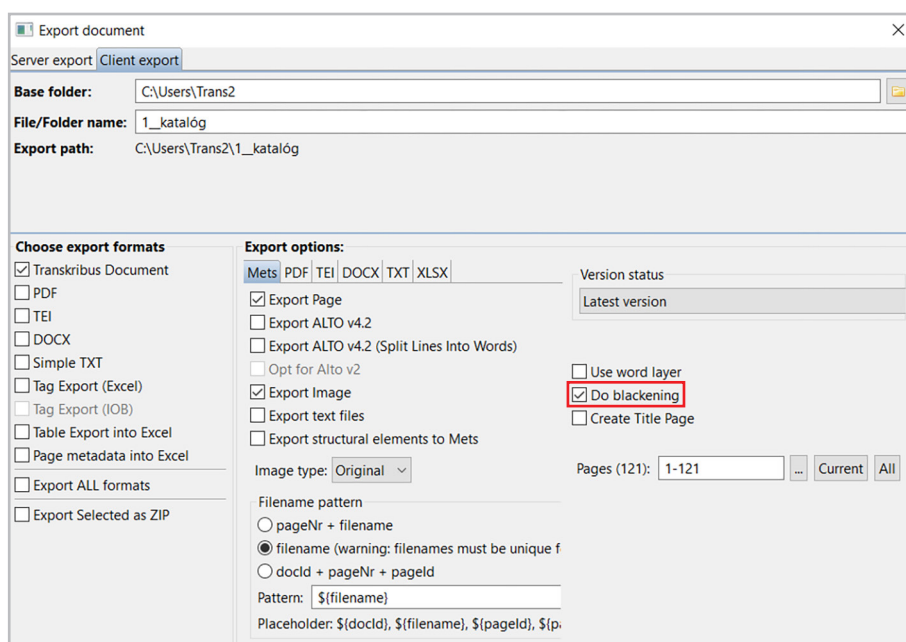 Export document
Server export Client export
Base folder: C:\Users\Trans2
File/Folder name: 1__katalóg
Export path: C:\Users\Trans2\1__katalóg
Choose export formats
Transkribus Document
PDF
TEI
DOCX
Simple TXT
Tag Export (Excel)
Tag Export (IOB)
Table Export into Excel
Page metadata into Excel
Export ALL formats
Export Selected as ZIP
Export options:
Mets PDF TEI DOCX TXT XLSX
Export Page
Export ALTO v4.2
Export ALTO v4.2 (Split Lines Into Words)
Opt for Alto v2
Export Image
Export text files
Export structural elements to Mets
Image type: Original
Filename pattern
pageNr + filename
filename (warning: filenames must be unique f
docId + pageNr + pageId
Pattern: ${filename}
Placeholder: ${docId}, ${filename}, ${pageId}, ${pa
Version status
Latest version
Use word layer
Do blackening
Create Title Page
Pages (121): 1-121 ... Current All